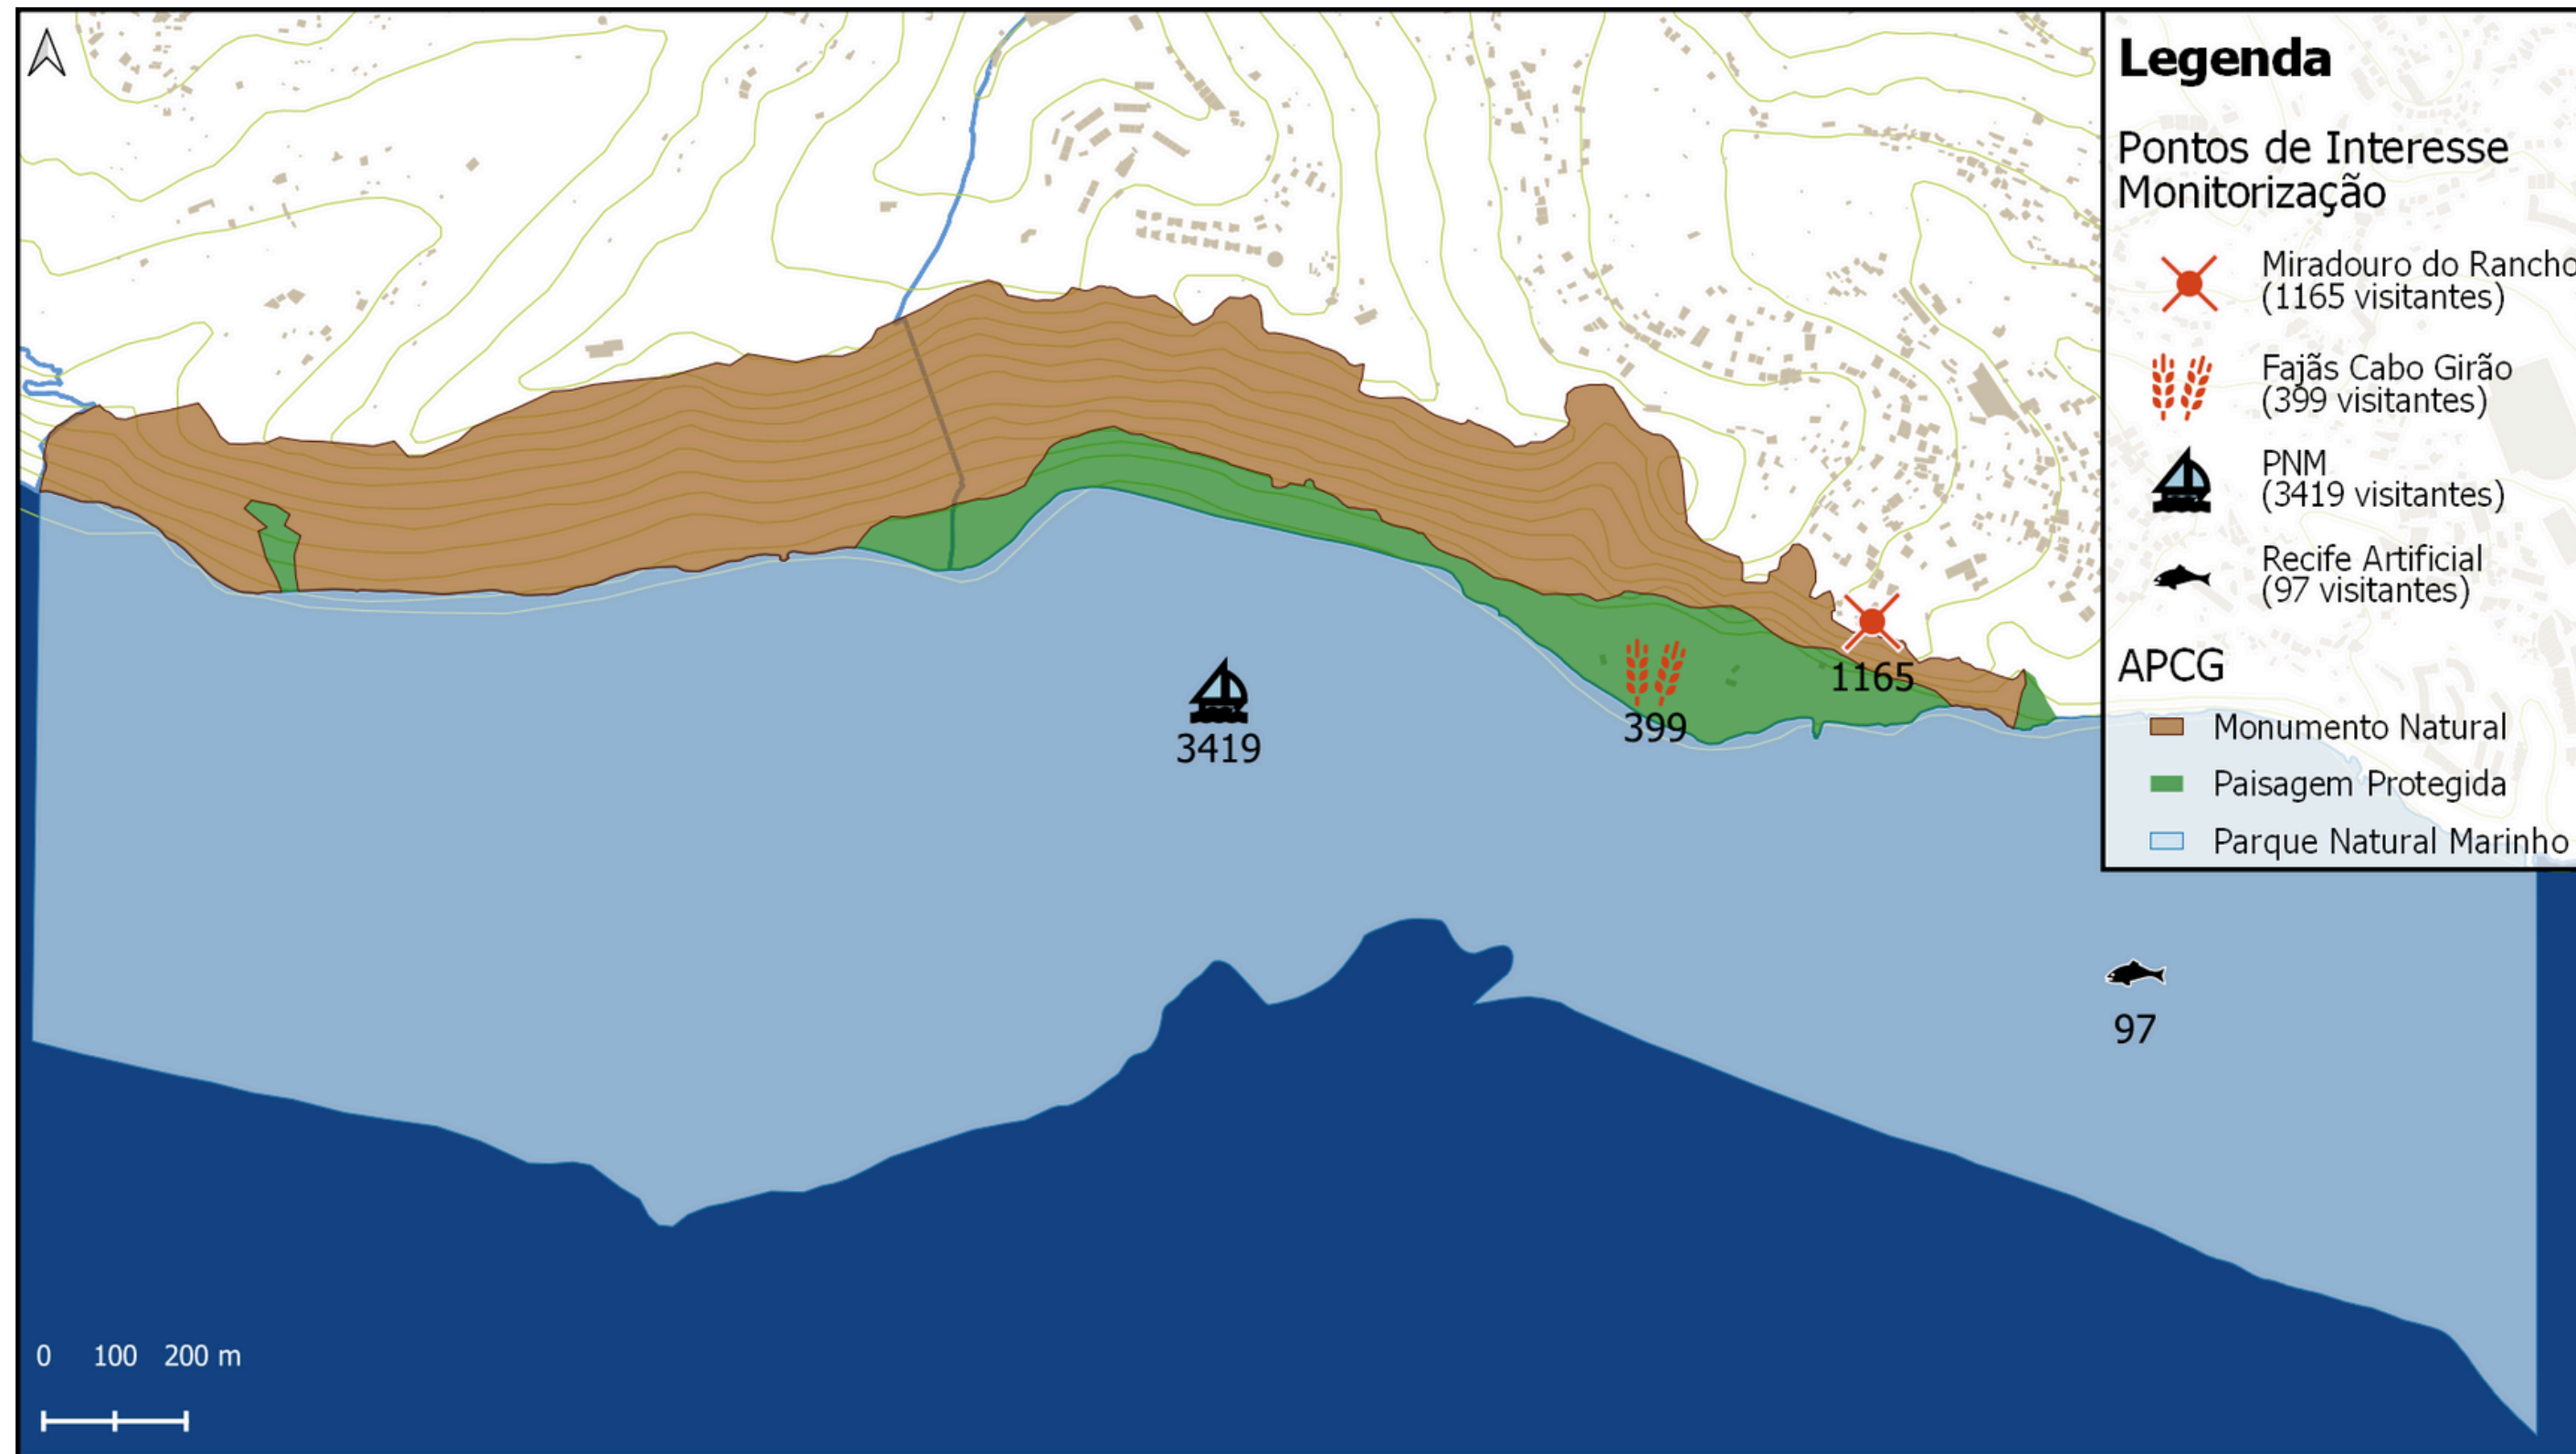 Legenda
Pontos de Interesse
Monitorização
Miradouro do Rancho
(1165 visitantes)
Fajãs Cabo Girão
(399 visitantes)
PNM
(3419 visitantes)
Recife Artificial
(97 visitantes)
APCG
Monumento Natural
Paisagem Protegida
Parque Natural Marinho
1165
399
3419
97
0 100 200 m